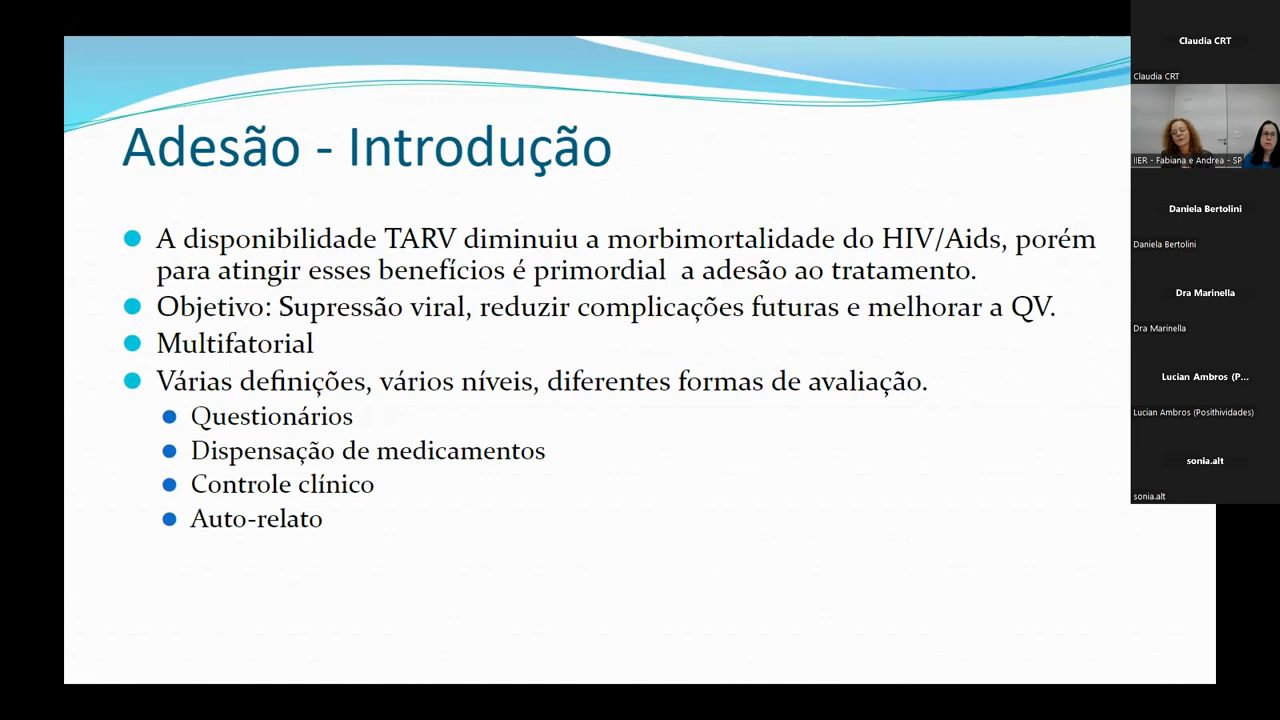 Adesão - Introdução
A disponibilidade TARV diminuiu a morbimortalidade do HIV/Aids, porém
para atingir esses benefícios é primordial a adesão ao tratamento.
Objetivo: Supressão viral, reduzir complicações futuras e melhorar a QV.
Multifatorial
Várias definições, vários níveis, diferentes formas de avaliação.
Questionários
Dispensação de medicamentos
Controle clínico
Auto-relato
Claudia CRT
Claudia CRT
IIER - Fabiana e Andrea - SP
Daniela Bertolini
Daniela Bertolini
Dra Marinella
Dra Marinella
Lucian Ambros (P...
Lucian Ambros (Posithividades)
sonia.alt
sonia.alt